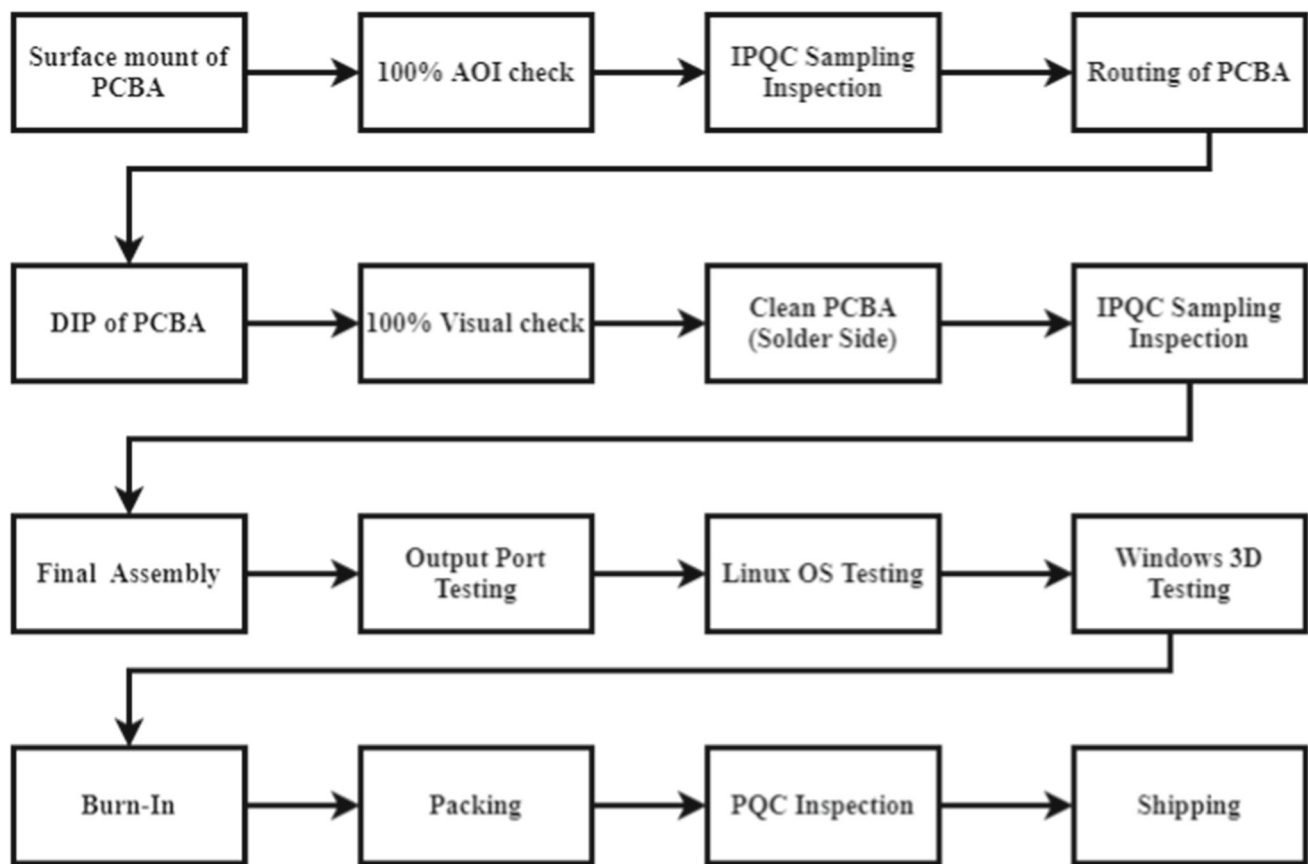 Surface mount of
PCBA
100% AOI check
IPQC Sampling
Inspection
Routing of PCBA
DIP of PCBA
100% Visual check
Clean PCBA
(Solder Side)
IPQC Sampling
Inspection
Final Assembly
Output Port
Testing
Linux OS Testing
Windows 3D
Testing
Burn-In
Packing
PQC Inspection
Shipping